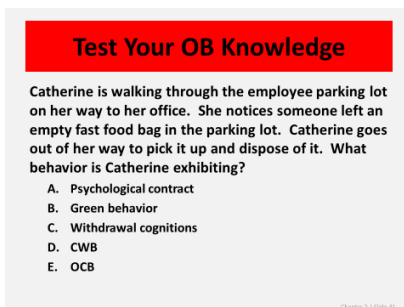 Test Your OB Knowledge
Catherine is walking through the employee parking lot
on her way to her office. She notices someone left an
empty fast food bag in the parking lot. Catherine goes
out of her way to pick it up and dispose of it. What
behavior is Catherine exhibiting?
A. Psychological contract
B. Green behavior
C. Withdrawal cognitions
D. CWB
E. OCB